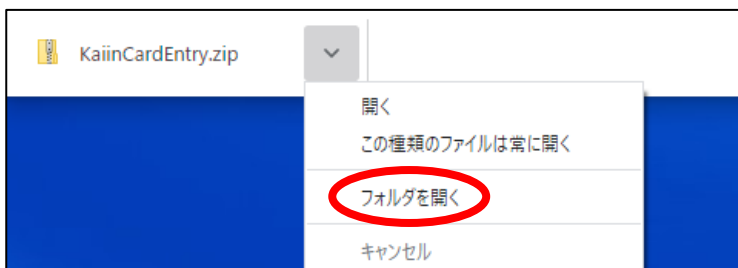 KaiinCardEntry.zip
開く
この種類のファイルは常に開く
フォルダを開く
キャンセル